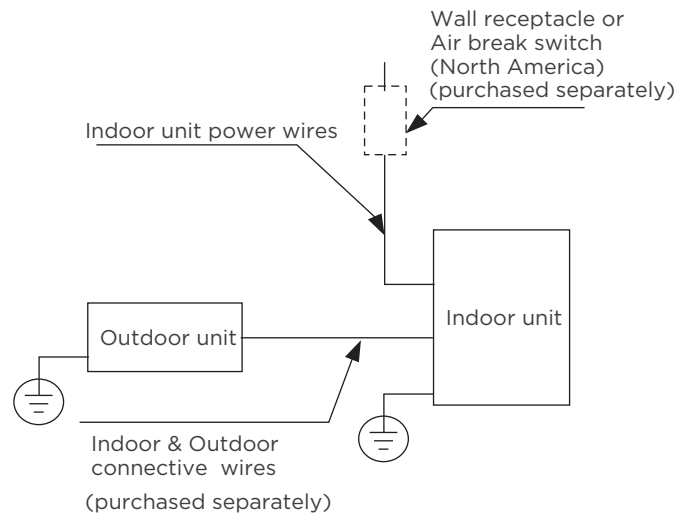 Wall receptacle or
Air break switch
(North America)
(purchased separately)
Indoor unit power wires
Indoor unit
Outdoor unit
Indoor & Outdoor
connective wires
(purchased separately)